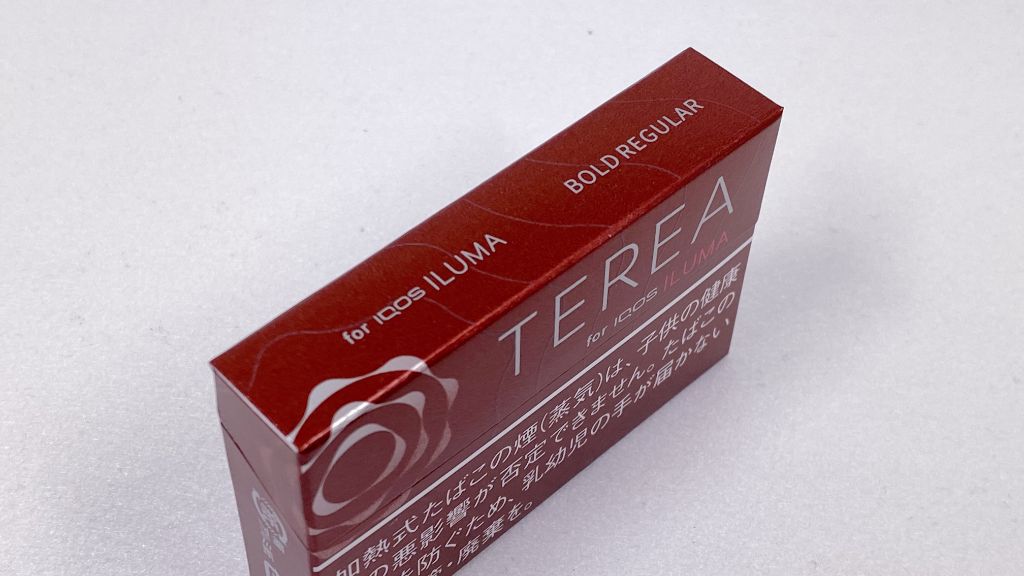 BOLD REGULAR
for IQOS ILUMA
TEREA
for IQOS ILUMA
加熱式たばこの煙(蒸気)は、子供の健康
の悪影響が否定できません。たばこの
を防ぐため、乳幼児の手が届かない
・廃棄を。